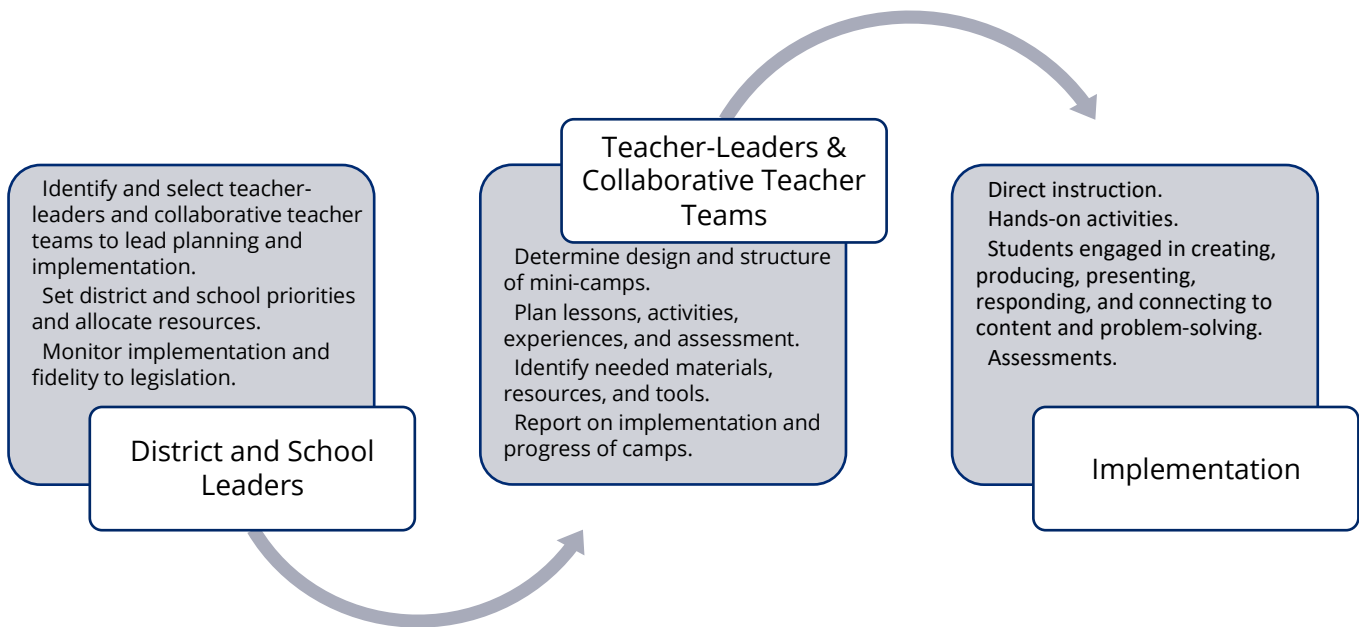 Identify and select teacher-
leaders and collaborative teacher
teams to lead planning and
implementation.
Set district and school priorities
and allocate resources.
Monitor implementation and
fidelity to legislation.
District and School
Leaders
Teacher-Leaders &
Collaborative Teacher
Teams
Determine design and structure
of mini-camps.
Plan lessons, activities,
experiences, and assessment.
Identify needed materials,
resources, and tools.
Report on implementation and
progress of camps.
Direct instruction.
Hands-on activities.
Students engaged in creating,
producing, presenting,
responding, and connecting to
content and problem-solving.
Assessments.
Implementation